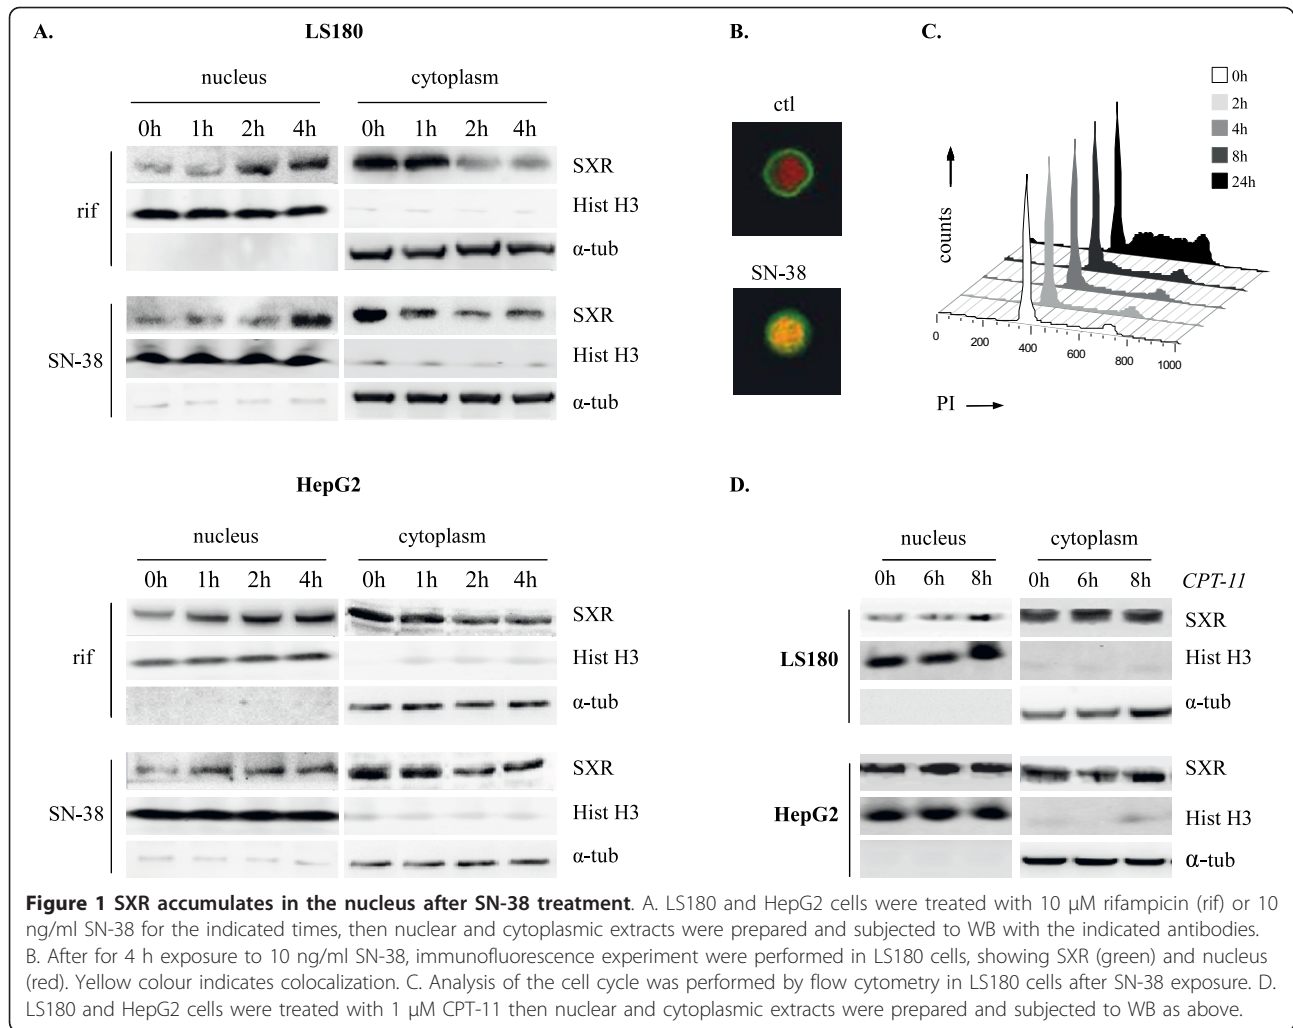 A.
LS180
nucleus cytoplasm
0h 1h 2h 4h 0h 1h 2h 4h
rif
SXR
Hist H3
α-tub
SN-38
SXR
Hist H3
α-tub
B.
ctl
SN-38
C.
0h
2h
4h
8h
24h
counts
0 200 400 600 800 1000
PI
HepG2
nucleus cytoplasm
0h 1h 2h 4h 0h 1h 2h 4h
rif
SXR
Hist H3
α-tub
SN-38
SXR
Hist H3
α-tub
D.
nucleus cytoplasm
0h 6h 8h 0h 6h 8h CPT-11
LS180
SXR
Hist H3
α-tub
HepG2
SXR
Hist H3
α-tub
Figure 1 SXR accumulates in the nucleus after SN-38 treatment. A. LS180 and HepG2 cells were treated with 10 μM rifampicin (rif) or 10
ng/ml SN-38 for the indicated times, then nuclear and cytoplasmic extracts were prepared and subjected to WB with the indicated antibodies.
B. After for 4 h exposure to 10 ng/ml SN-38, immunofluorescence experiment were performed in LS180 cells, showing SXR (green) and nucleus
(red). Yellow colour indicates colocalization. C. Analysis of the cell cycle was performed by flow cytometry in LS180 cells after SN-38 exposure. D.
LS180 and HepG2 cells were treated with 1 μM CPT-11 then nuclear and cytoplasmic extracts were prepared and subjected to WB as above.